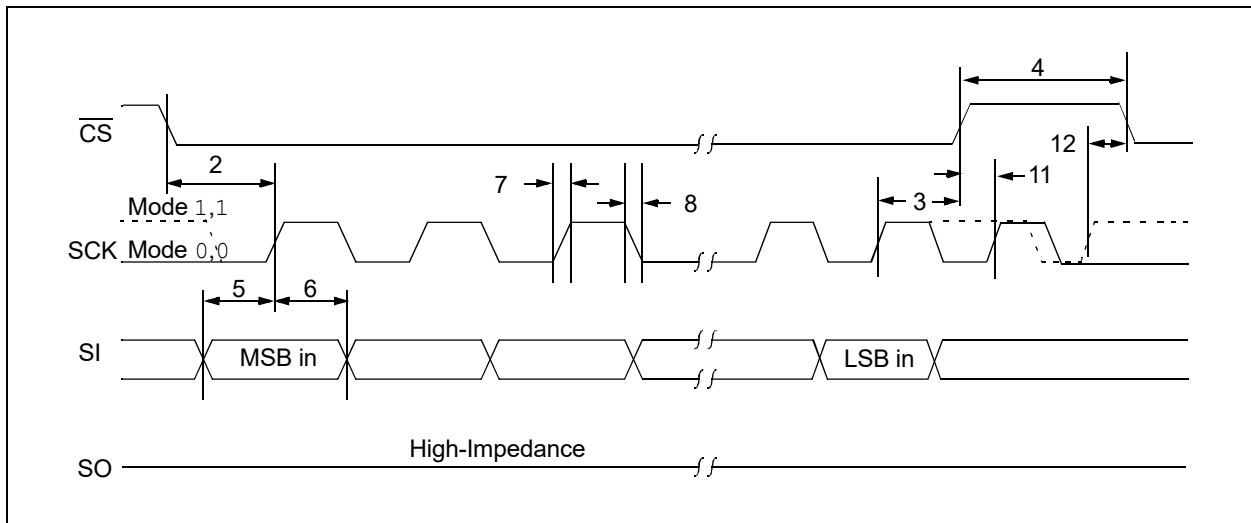 4
CS
12
2
7
8
3
11
Mode 1,1
SCK Mode 0,0
5
6
SI
MSB in
LSB in
High-Impedance
SO